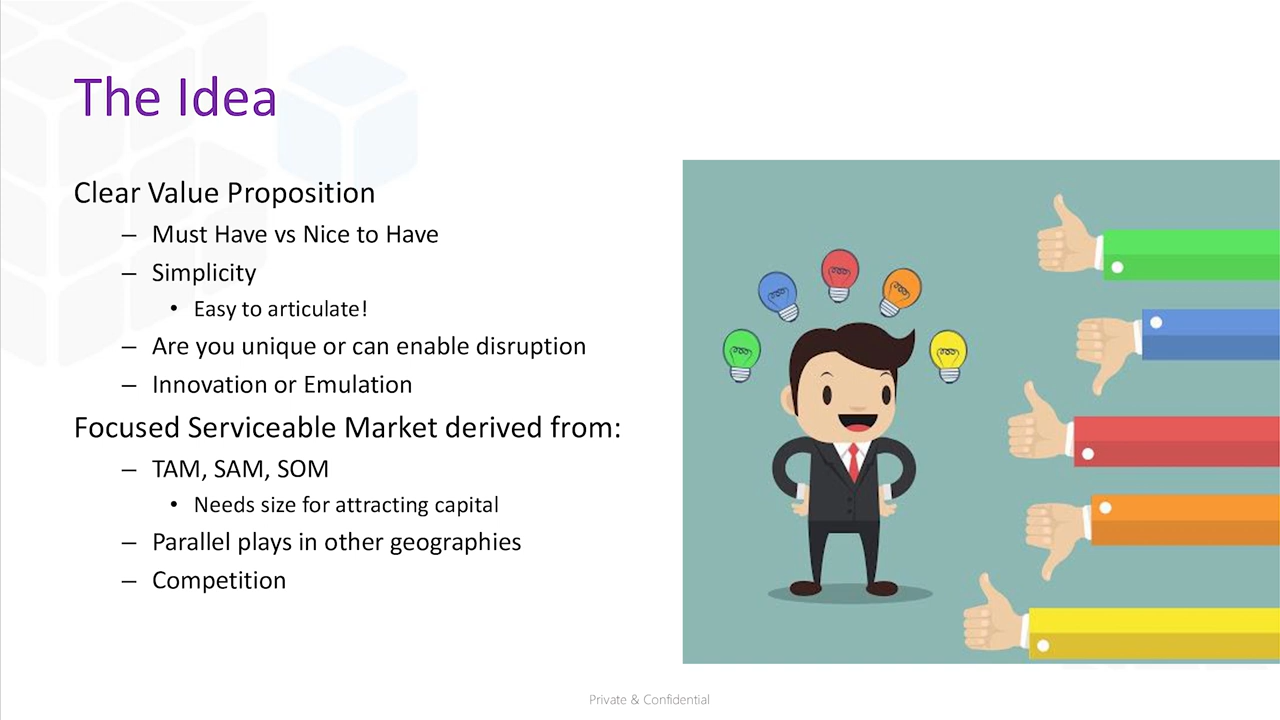 The Idea
Clear Value Proposition
– Must Have vs Nice to Have
– Simplicity
• Easy to articulate!
– Are you unique or can enable disruption
– Innovation or Emulation
Focused Serviceable Market derived from:
– TAM, SAM, SOM
• Needs size for attracting capital
– Parallel plays in other geographies
– Competition
Private & Confidential